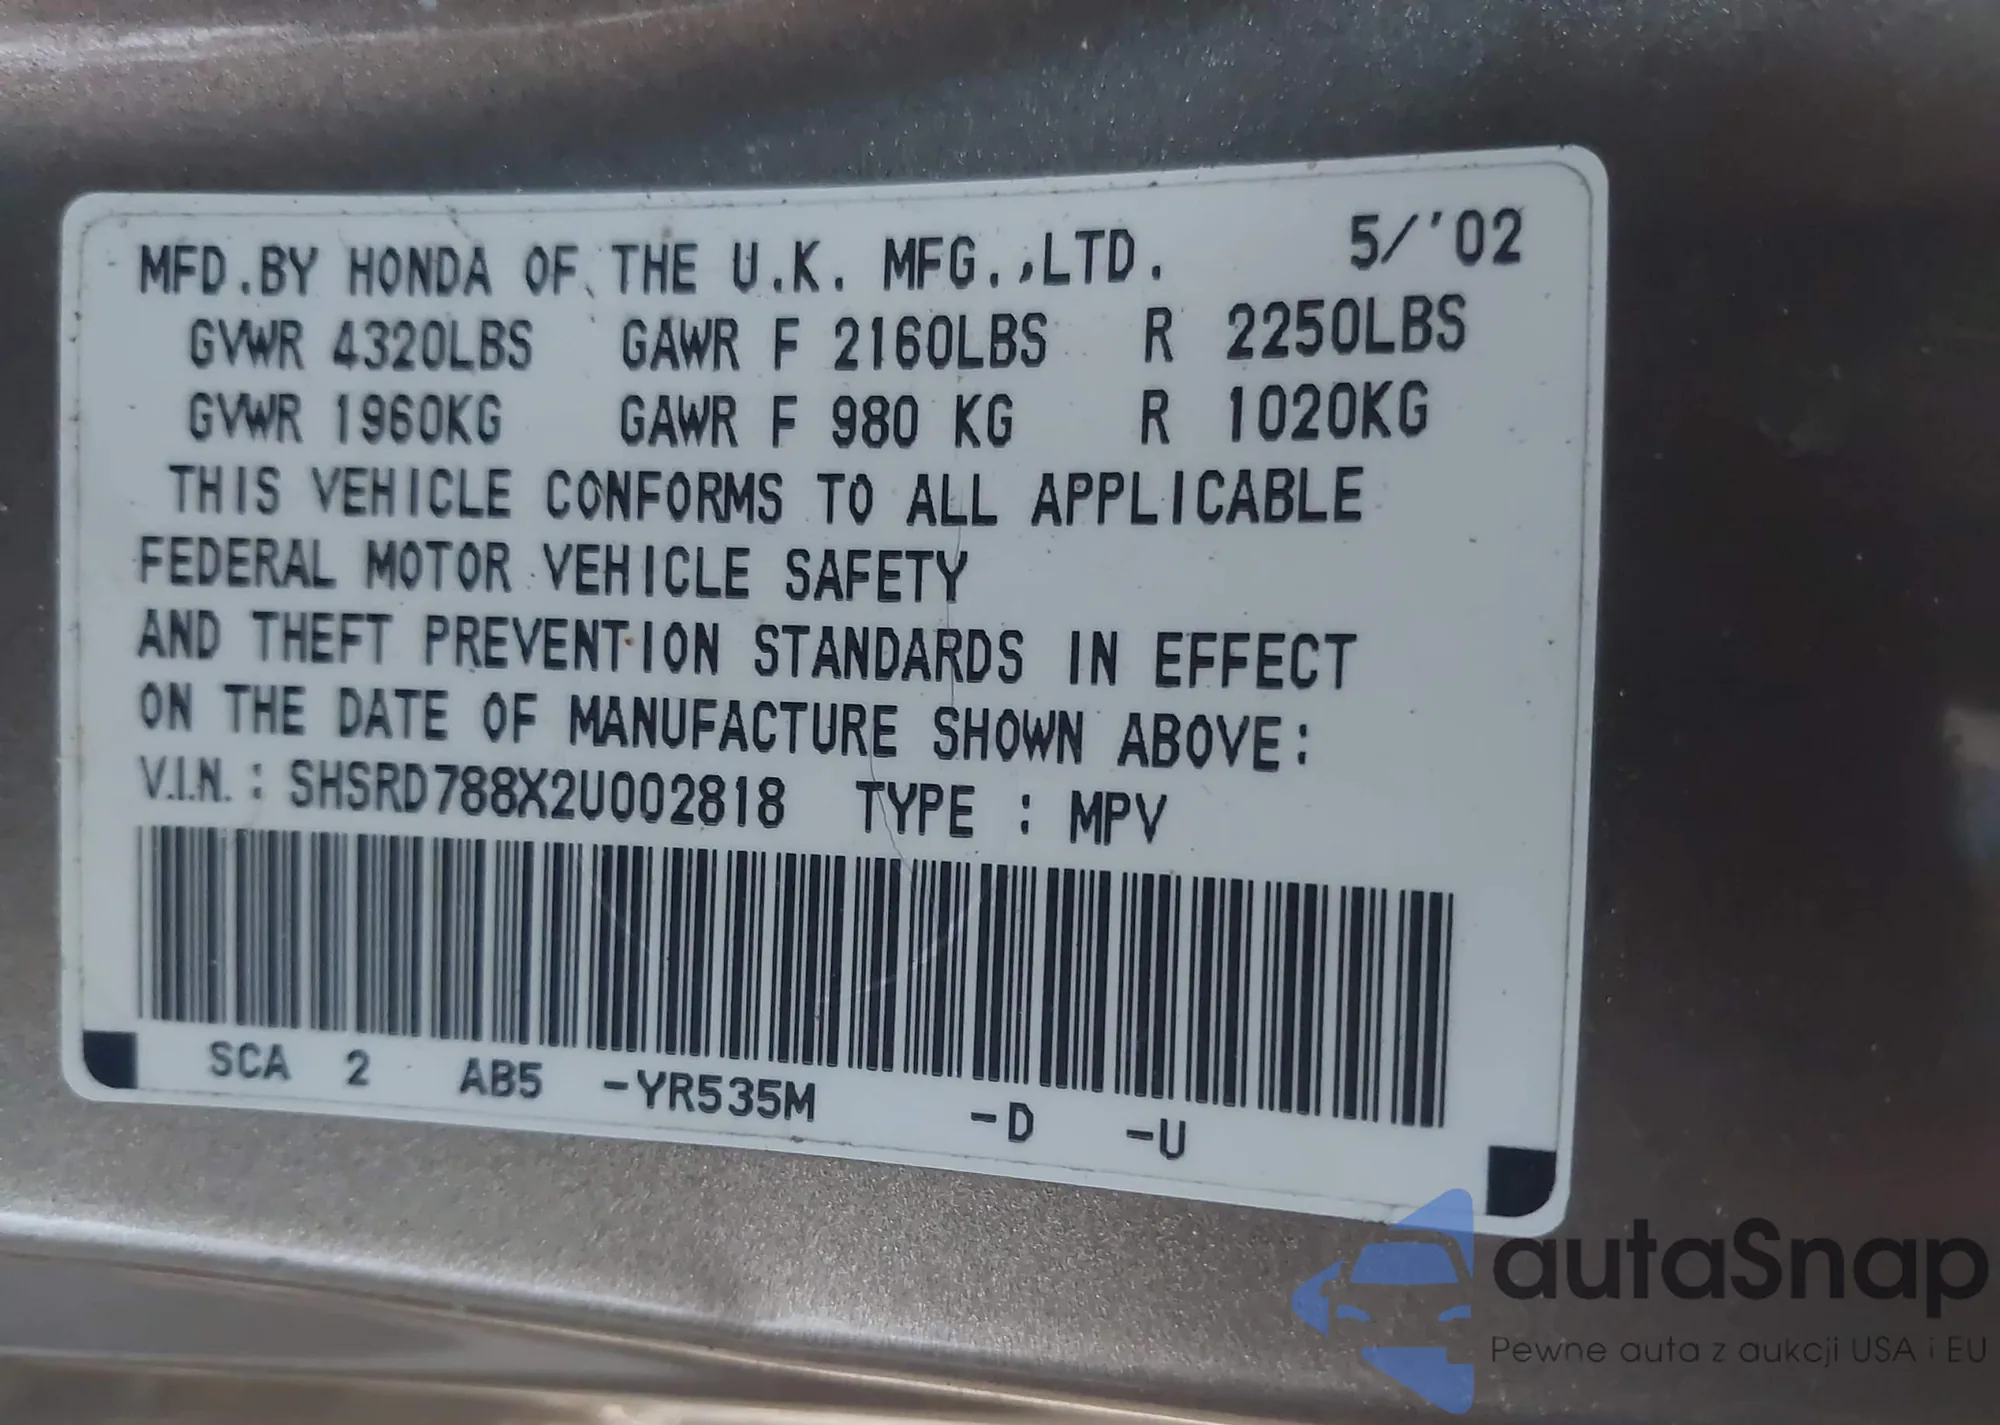 MFD.BY HONDA OF THE U.K. MFG.,LTD. 5/'02
GVWR 4320LBS GAWR F 2160LBS R 2250LBS
GVWR 1960KG GAWR F 980 KG R 1020KG
THIS VEHICLE CONFORMS TO ALL APPLICABLE
FEDERAL MOTOR VEHICLE SAFETY
AND THEFT PREVENTION STANDARDS IN EFFECT
ON THE DATE OF MANUFACTURE SHOWN ABOVE:
V.I.N. : SHSRD788X2U002818 TYPE : MPV
SCA 2 AB5 -YR535M -D -U
autaSnap
Pewne auta z aukcji USA i EU